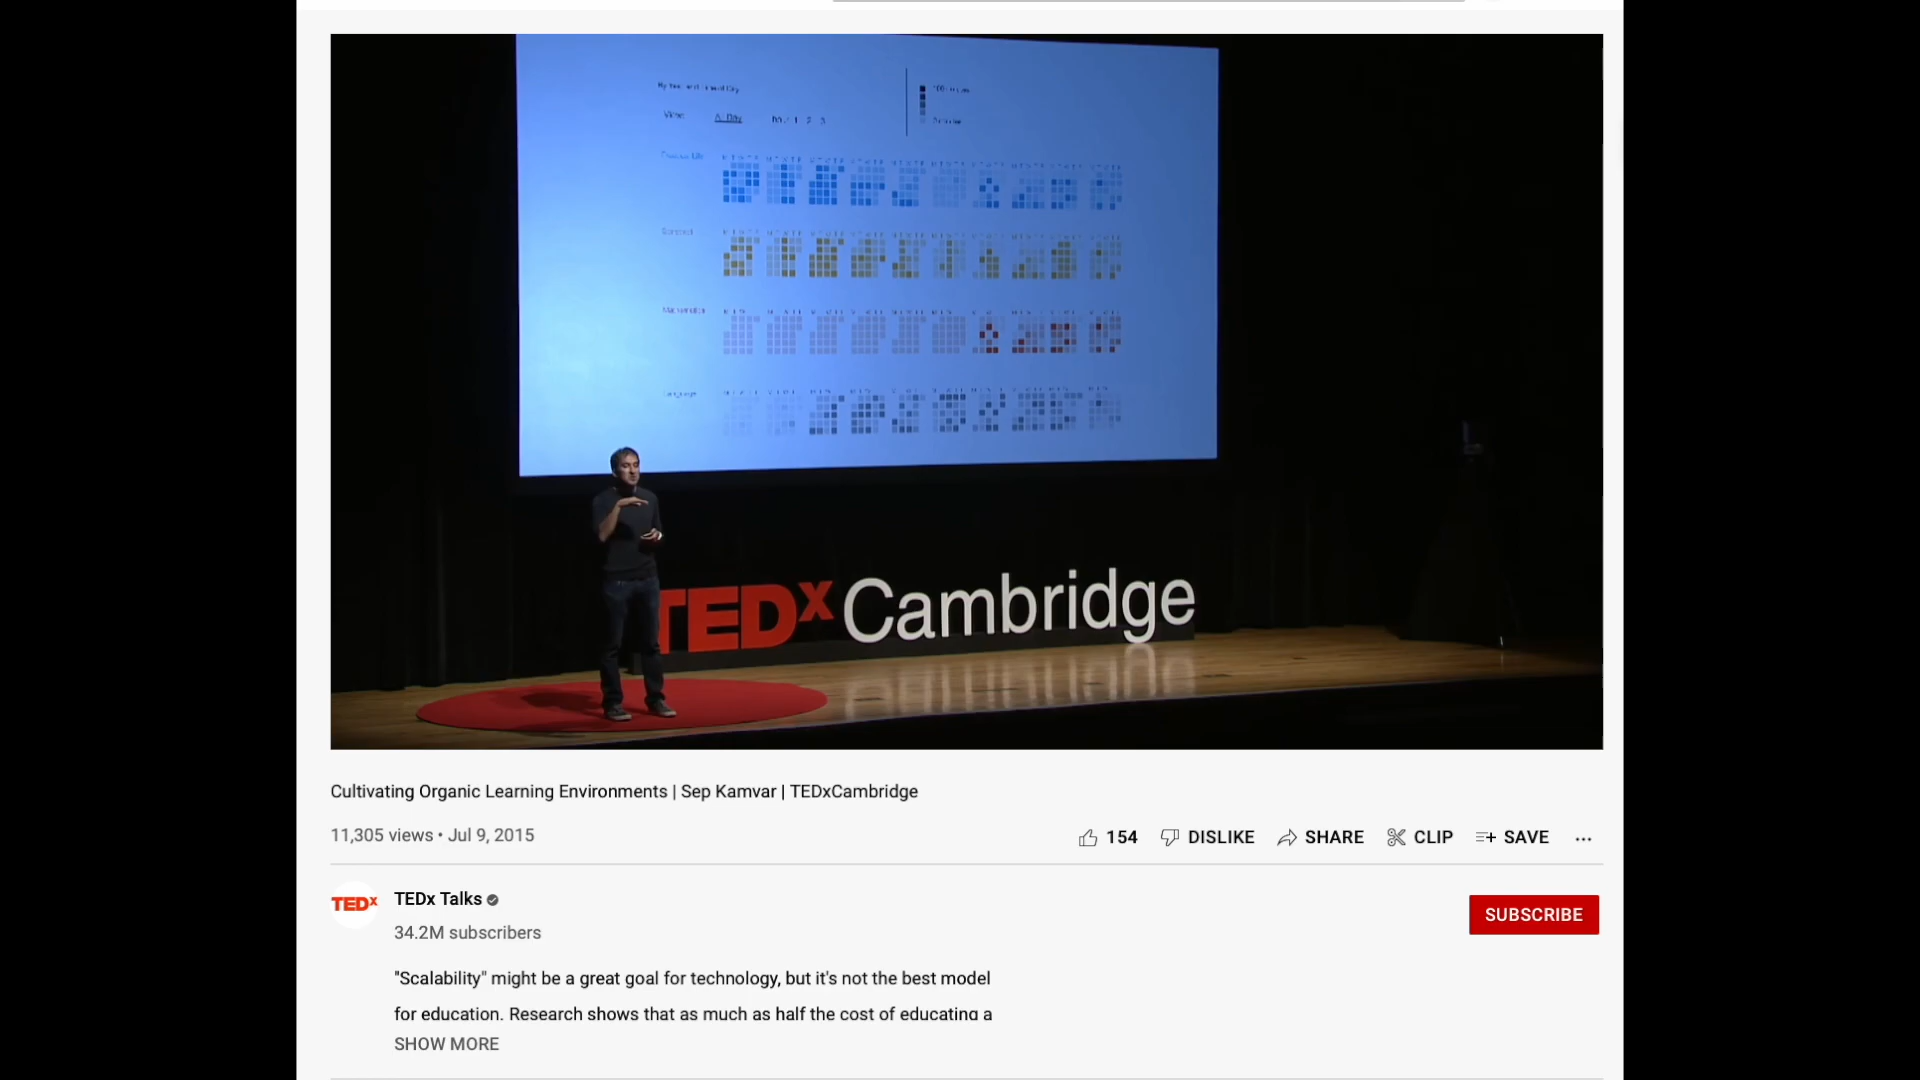 TEDx Cambridge
Cultivating Organic Learning Environments | Sep Kamvar | TEDxCambridge
11,305 views • Jul 9, 2015
154 DISLIKE SHARE CLIP SAVE ...
TEDx
TEDx Talks
34.2M subscribers
SUBSCRIBE
"Scalability" might be a great goal for technology, but it's not the best model
for education. Research shows that as much as half the cost of educating a
SHOW MORE